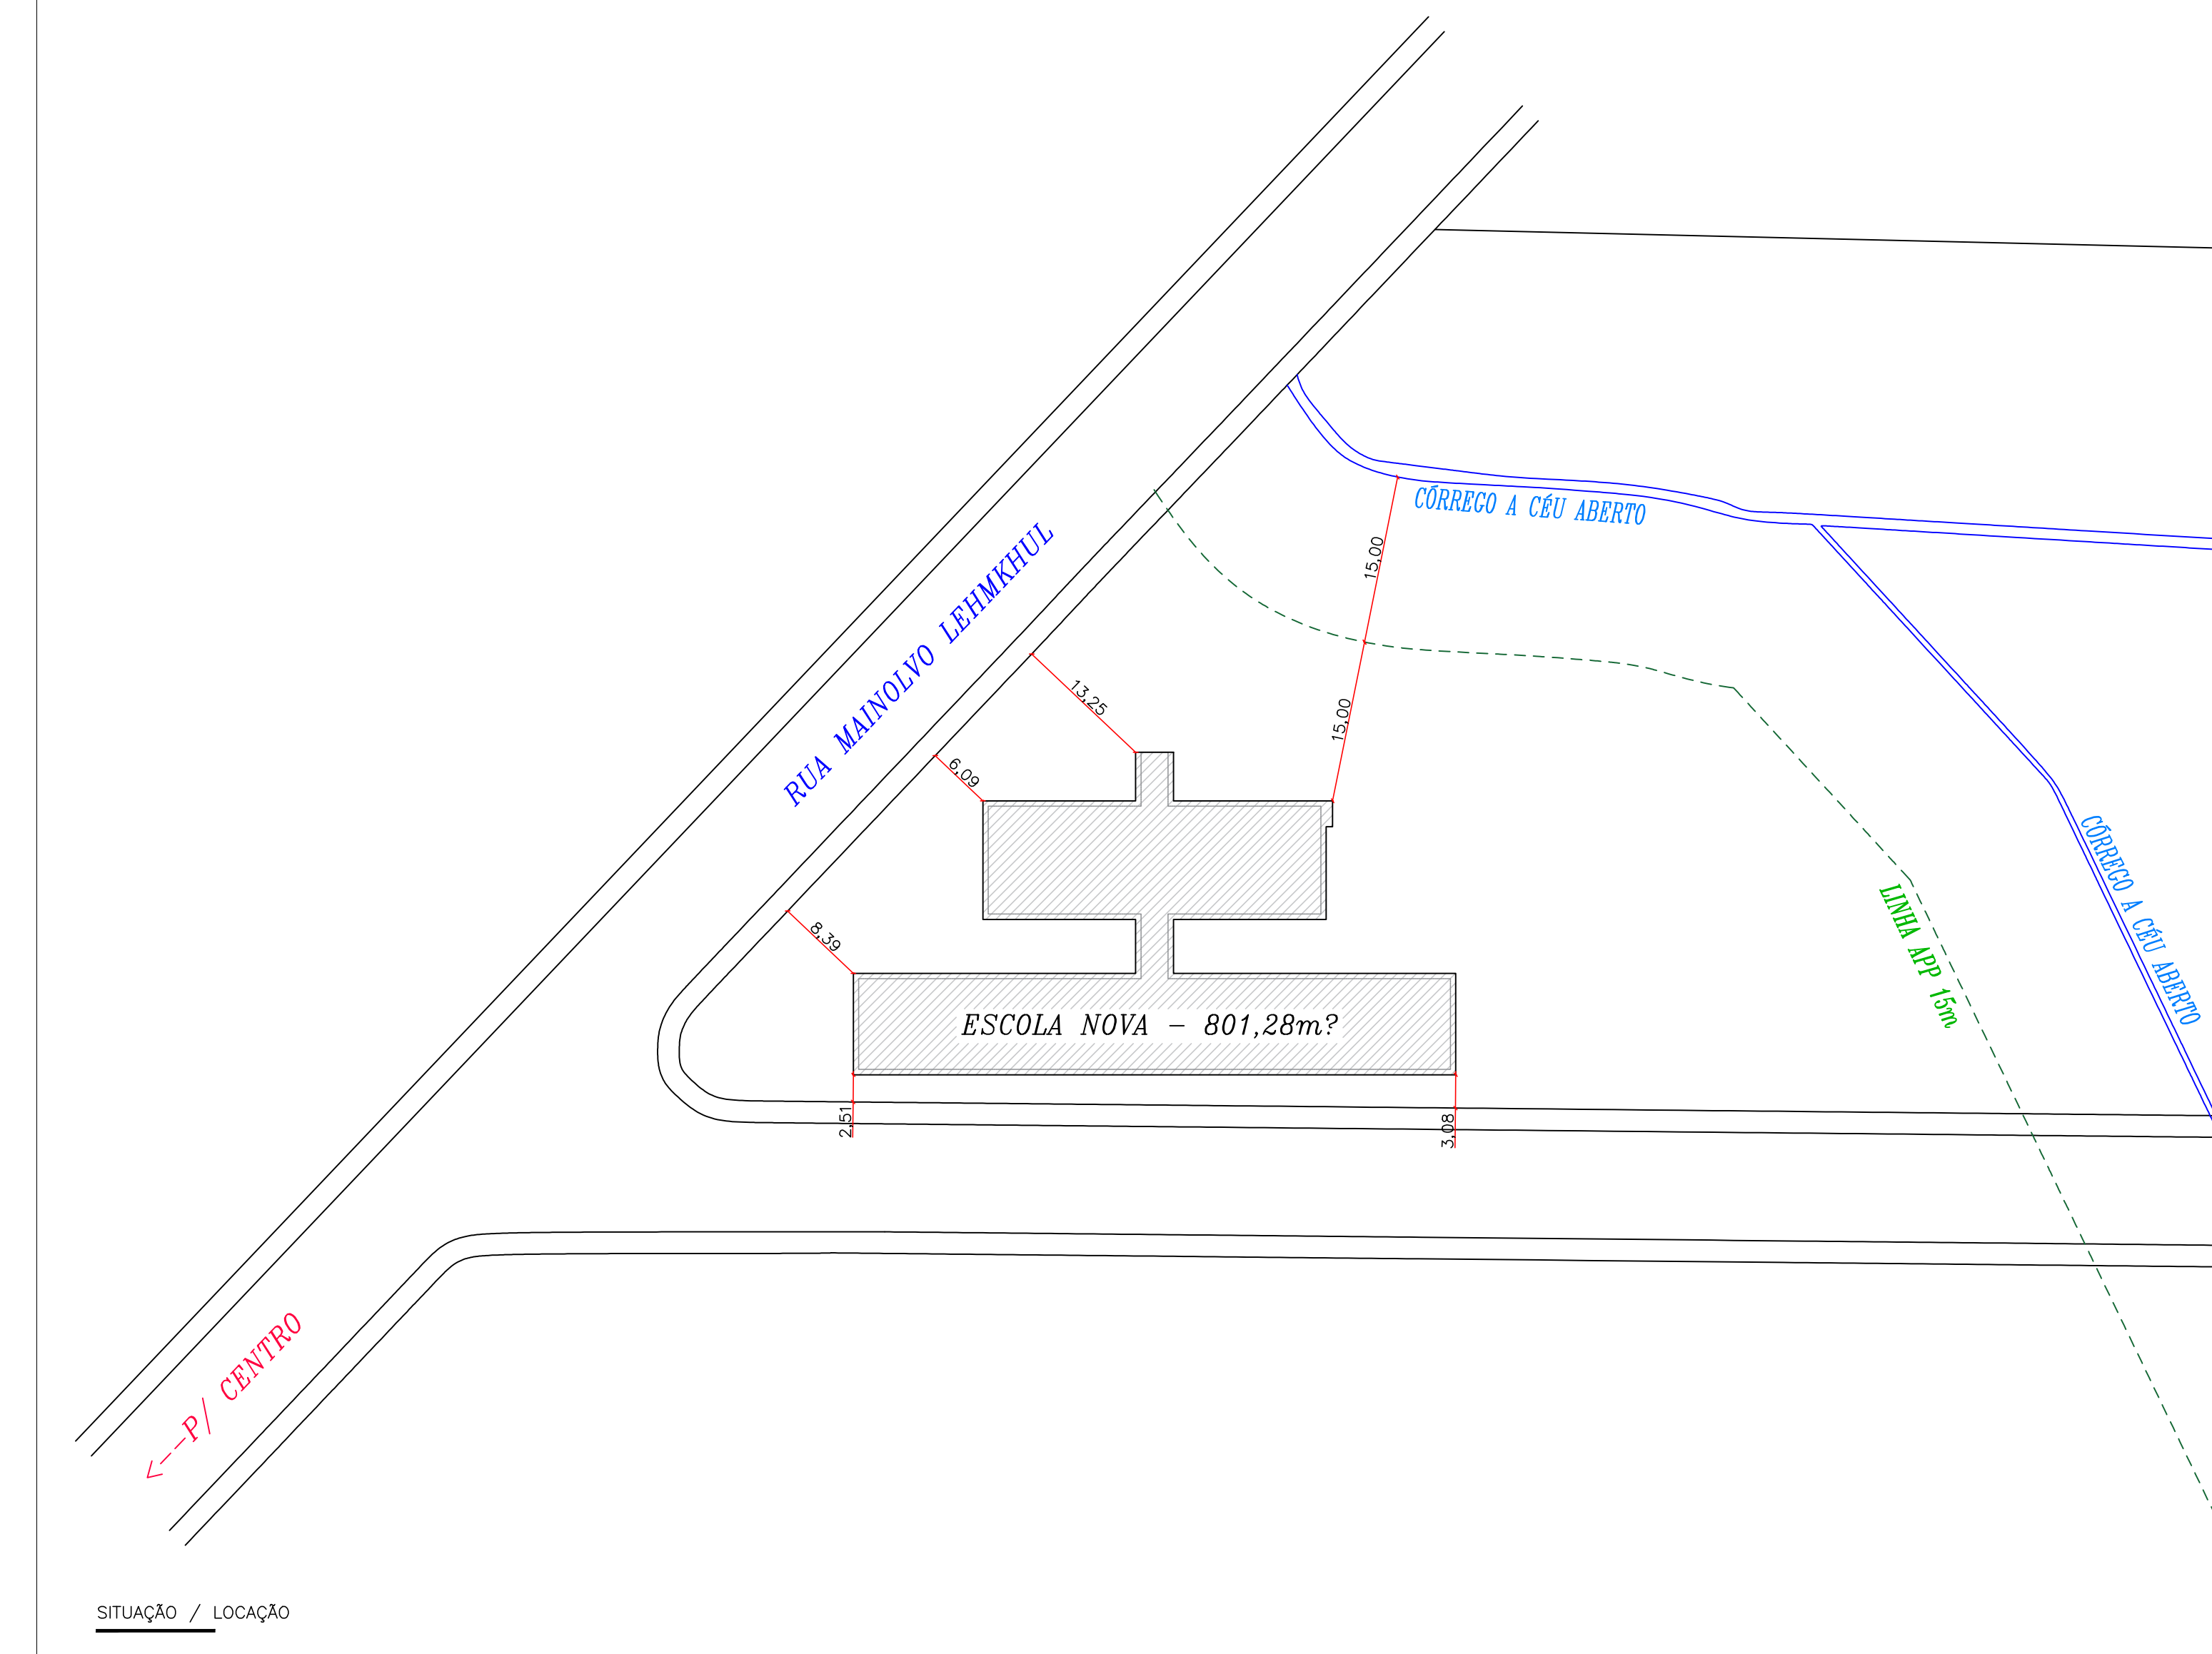 CÓRREGO A CÉU ABERTO
15,00
RUA MAINOLVO LEHMKHUL
13,25
15,00
6,09
CÓRREGO A CÉU ABERTO
LINHA APP 15m
8,39
ESCOLA NOVA - 801,28m?
2,51
3,08
<---P/ CENTRO
SITUAÇÃO / LOCAÇÃO